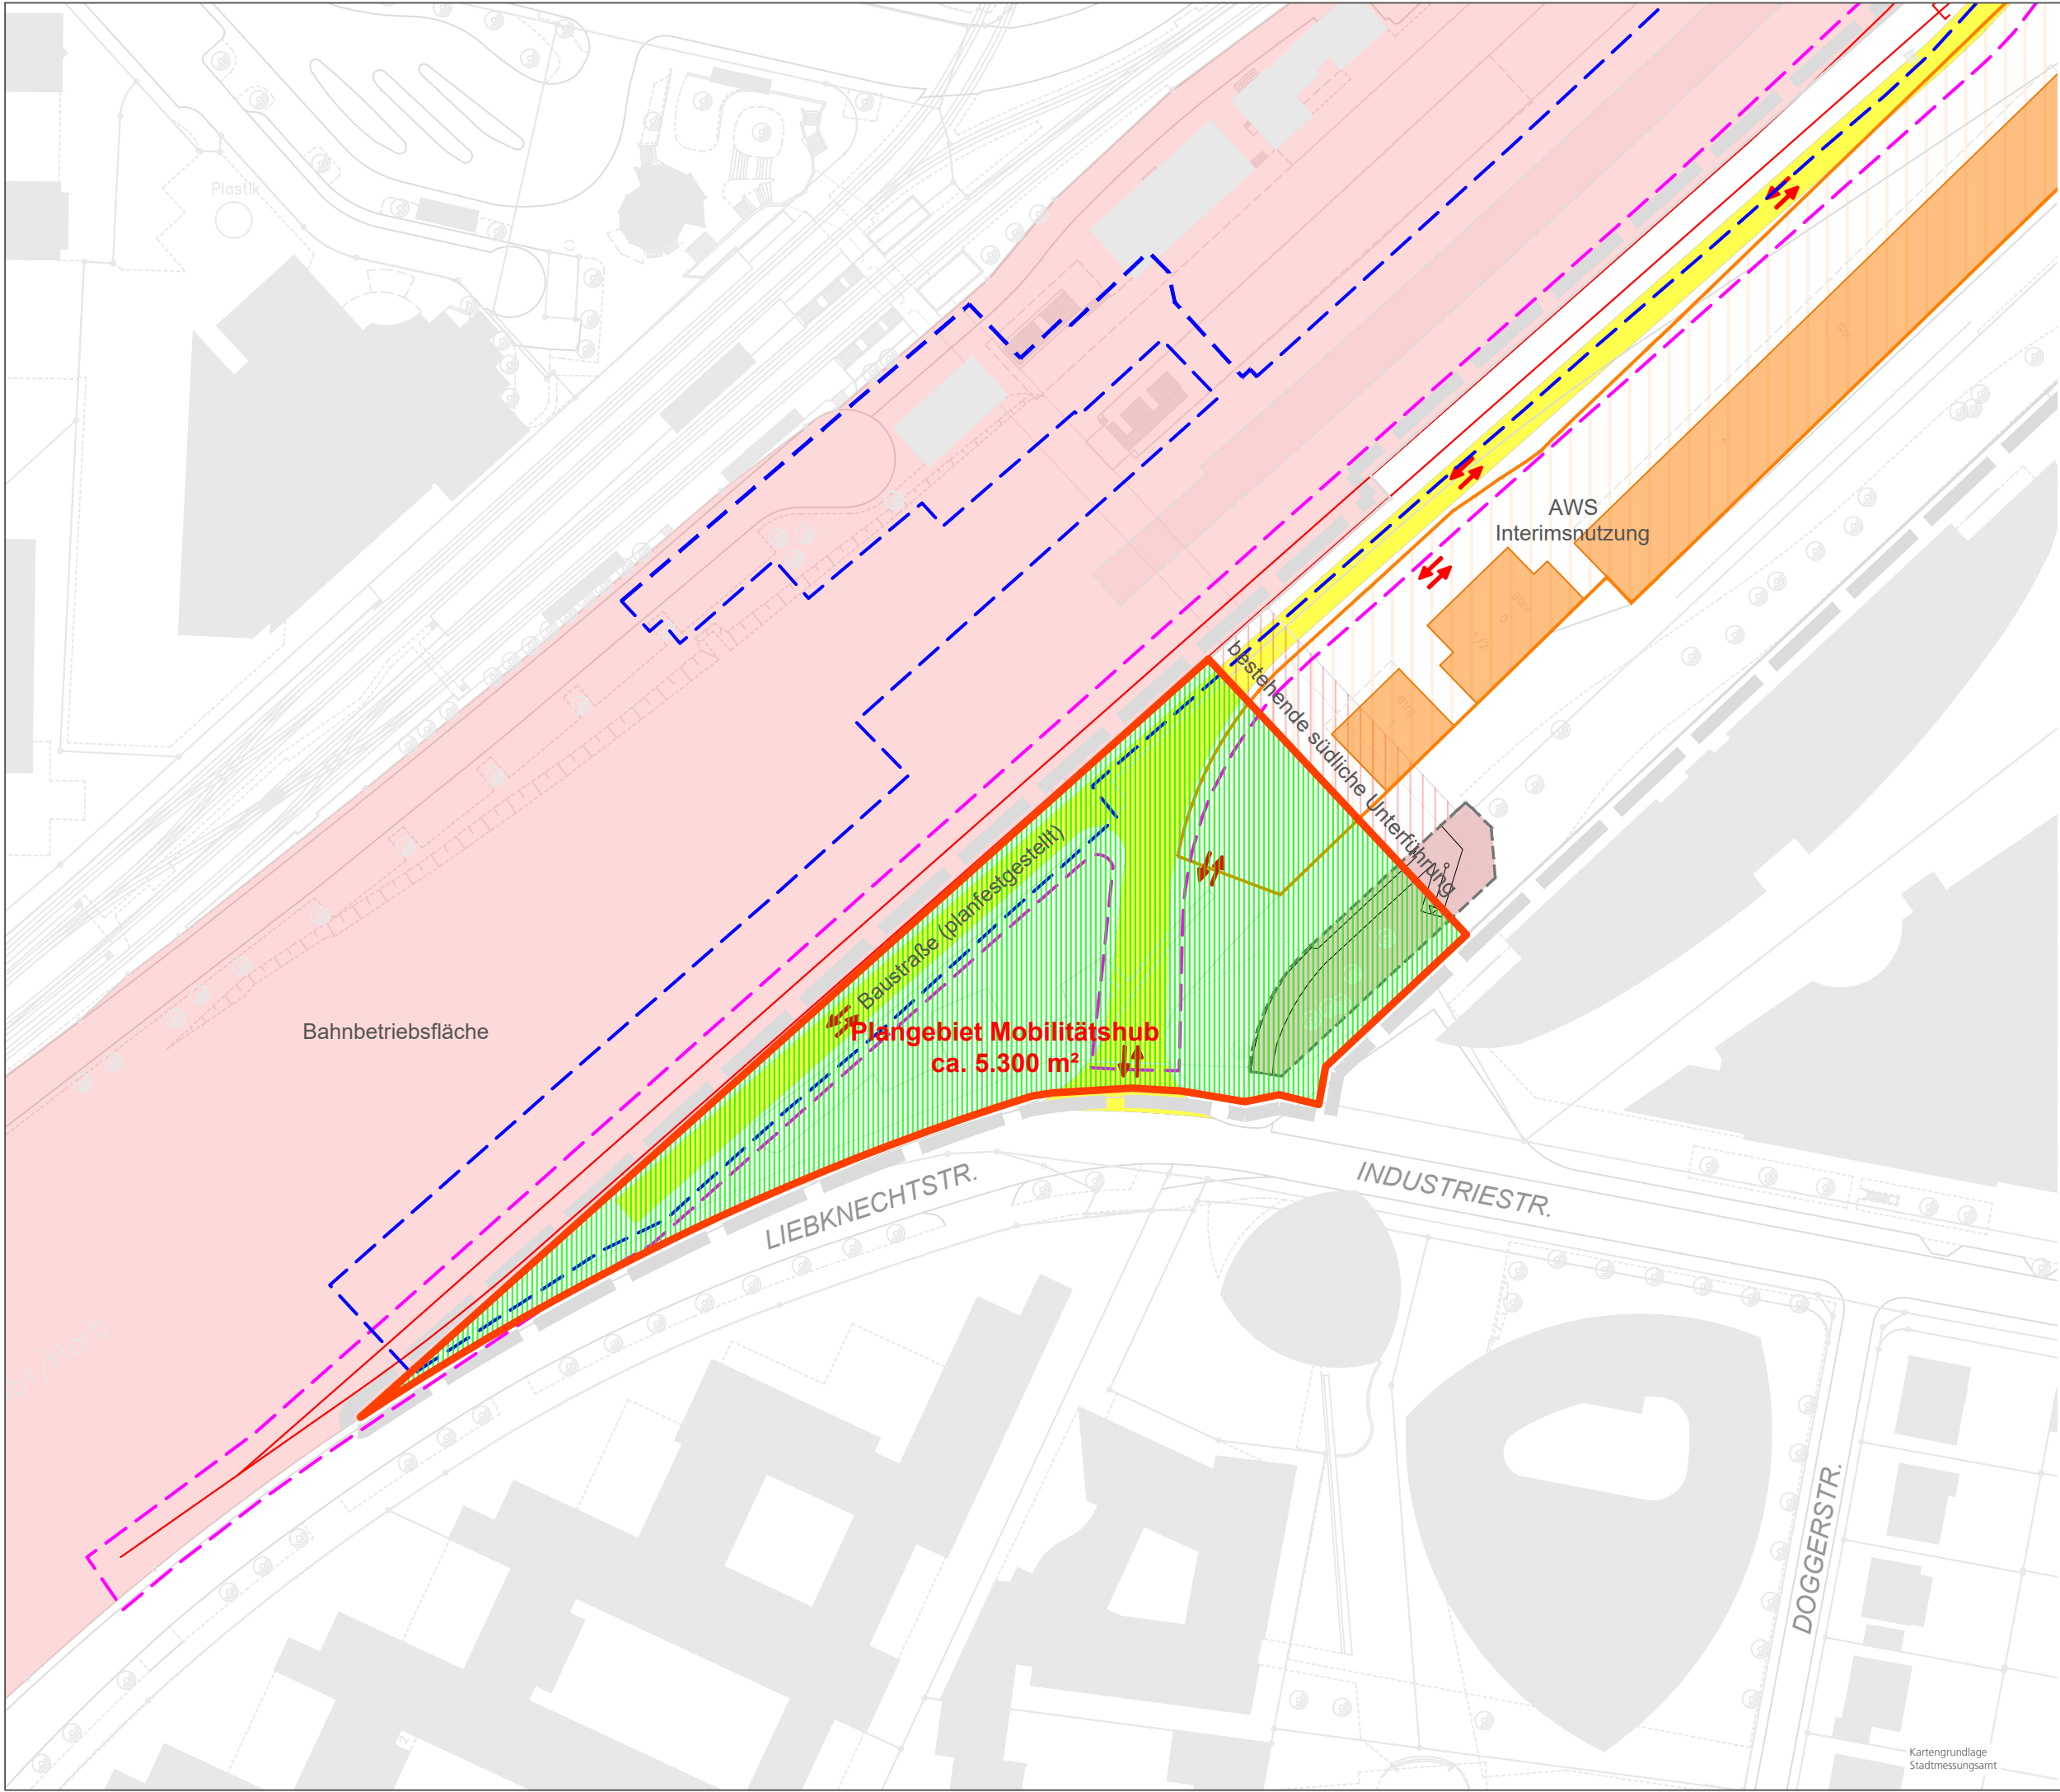 Plastik
AWS
Interimsnutzung
bestehende südliche Unterführung
Baustraße (planfestgestellt)
Bahnbetriebsfläche
Plangebiet Mobilitätshub
ca. 5.300 m²
LIEBKNECHTSTR.
INDUSTRIESTR.
DOGGERSTR.
Kartengrundlage
Stadtmessungsamt